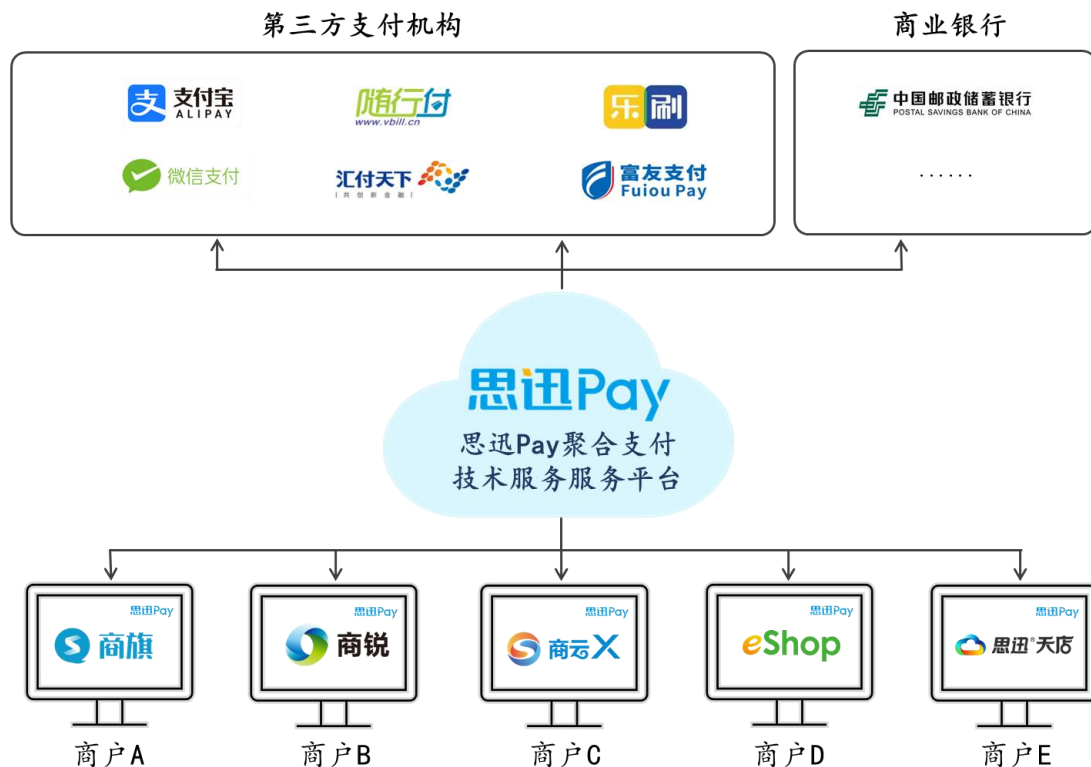 第三方支付机构
商业银行
支 支付宝
ALIPAY
随行付
www.vbill.cn
乐刷
中国邮政储蓄银行
POSTAL SAVINGS BANK OF CHINA
微信支付
汇付天下
共创新金融
富友支付
Fuiou Pay
......
思迅Pay
思迅Pay聚合支付
技术服务服务平台
思迅Pay
商旗
思迅Pay
商锐
思迅Pay
商云X
思迅Pay
eShop
思迅Pay
思迅®天店
商户A
商户B
商户C
商户D
商户E